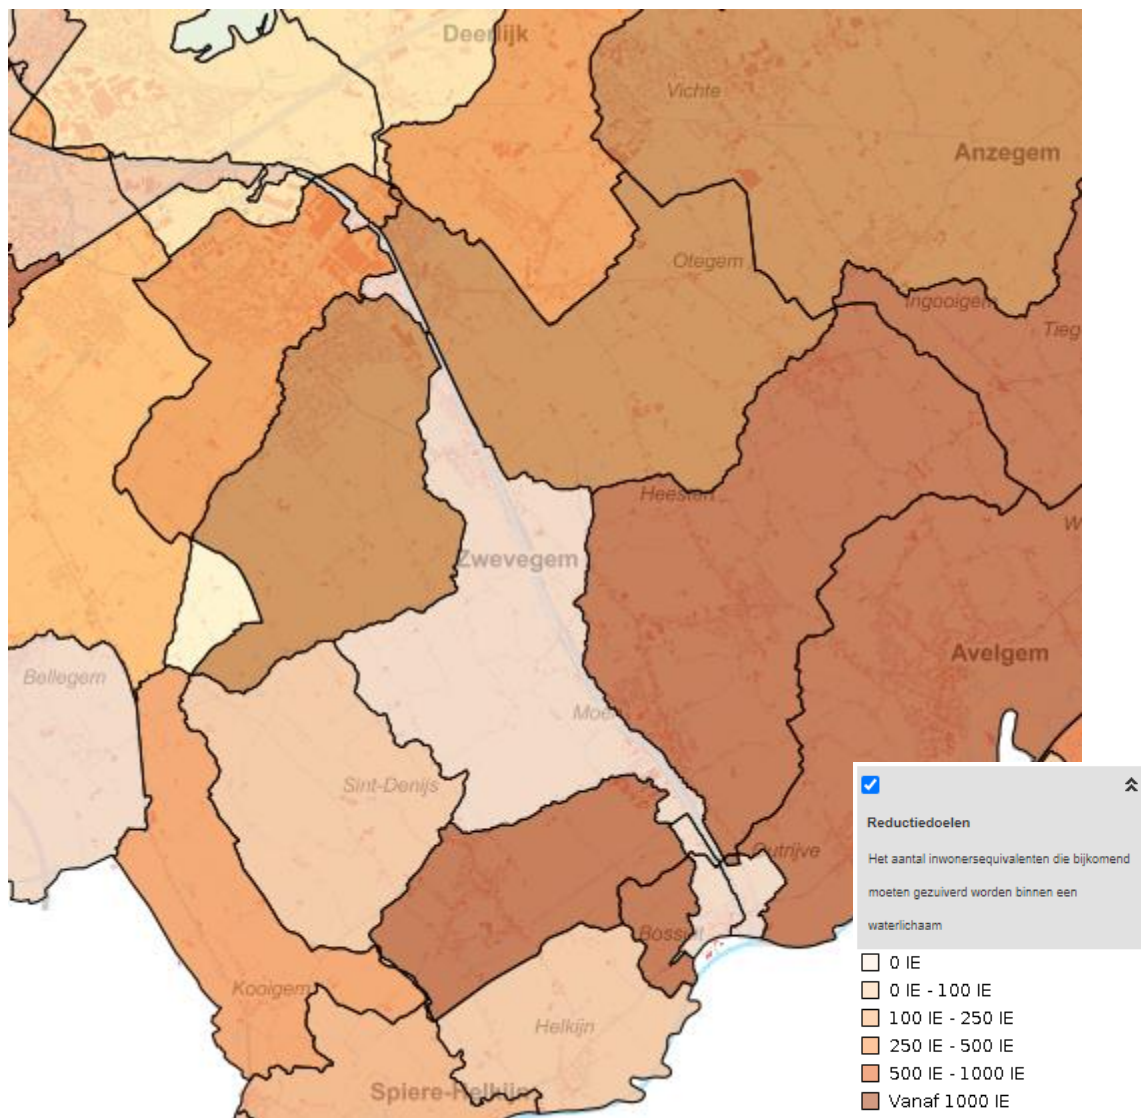 Deerlijk
Vichte
Anzegem
Otegem
Ingooigem
Tieg
Heestert
W
Zwevegem
Avelgem
Bellegem
Moen
Sint-Denijs
Outrijve
Bossuit
Kooigem
Helkijn
Spiere-Helkijn
Reductiedoelen
Het aantal inwonersequivalenten die bijkomend
moeten gezuiverd worden binnen een
waterlichaam
0 IE
0 IE - 100 IE
100 IE - 250 IE
250 IE - 500 IE
500 IE - 1000 IE
Vanaf 1000 IE